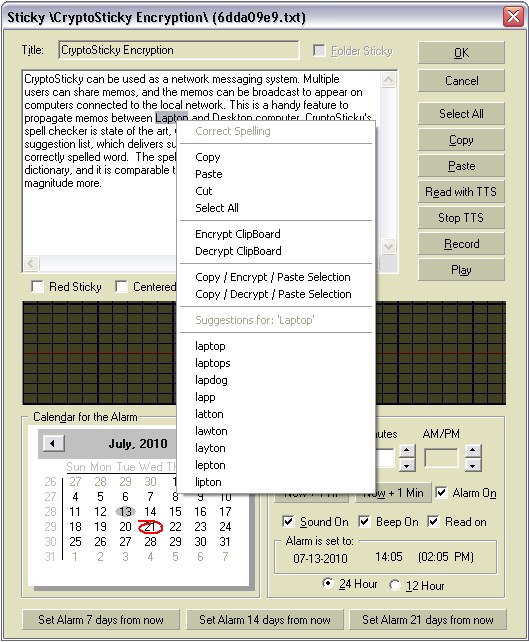 Sticky \CryptoSticky Encryption\ (6dda09e9.txt)
Title: CryptoSticky Encryption Folder Sticky
OK
Cancel
Select All
Copy
Paste
Read with TTS
Stop TTS
Record
Play
CryptoSticky can be used as a network messaging system. Multiple
users can share memos, and the memos can be broadcast to appear on
computers connected to the local network. This is a handy feature to
propagate memos between Laptop and Desktop computer. CryptoSticky's
spell checker is state of the art,
suggestion list, which delivers su
correctly spelled word. The spel
dictionary, and it is comparable t
magnitude more.
Correct Spelling
Copy
Paste
Cut
Select All
Encrypt ClipBoard
Decrypt ClipBoard
Copy / Encrypt / Paste Selection
Copy / Decrypt / Paste Selection
Suggestions for: 'Laptop'
laptop
laptops
lapdog
lapp
latton
lawton
layton
lepton
lipton
Red Sticky Centered
Calendar for the Alarm
July, 2010
Sun Mon Tue Wed Th
26 27 28 29 30 1
27 4 5 6 7 8 9 10
28 11 12 13 14 15 16 17
29 18 19 20 21 22 23 24
30 25 26 27 28 29 30 31
31 1 2 3 4 5 6 7
utes AM/PM
Now + 1 Min Alarm On
Sound On Beep On Read on
Alarm is set to:
07-13-2010 14:05 (02:05 PM)
24 Hour 12 Hour
Set Alarm 7 days from now Set Alarm 14 days from now Set Alarm 21 days from now